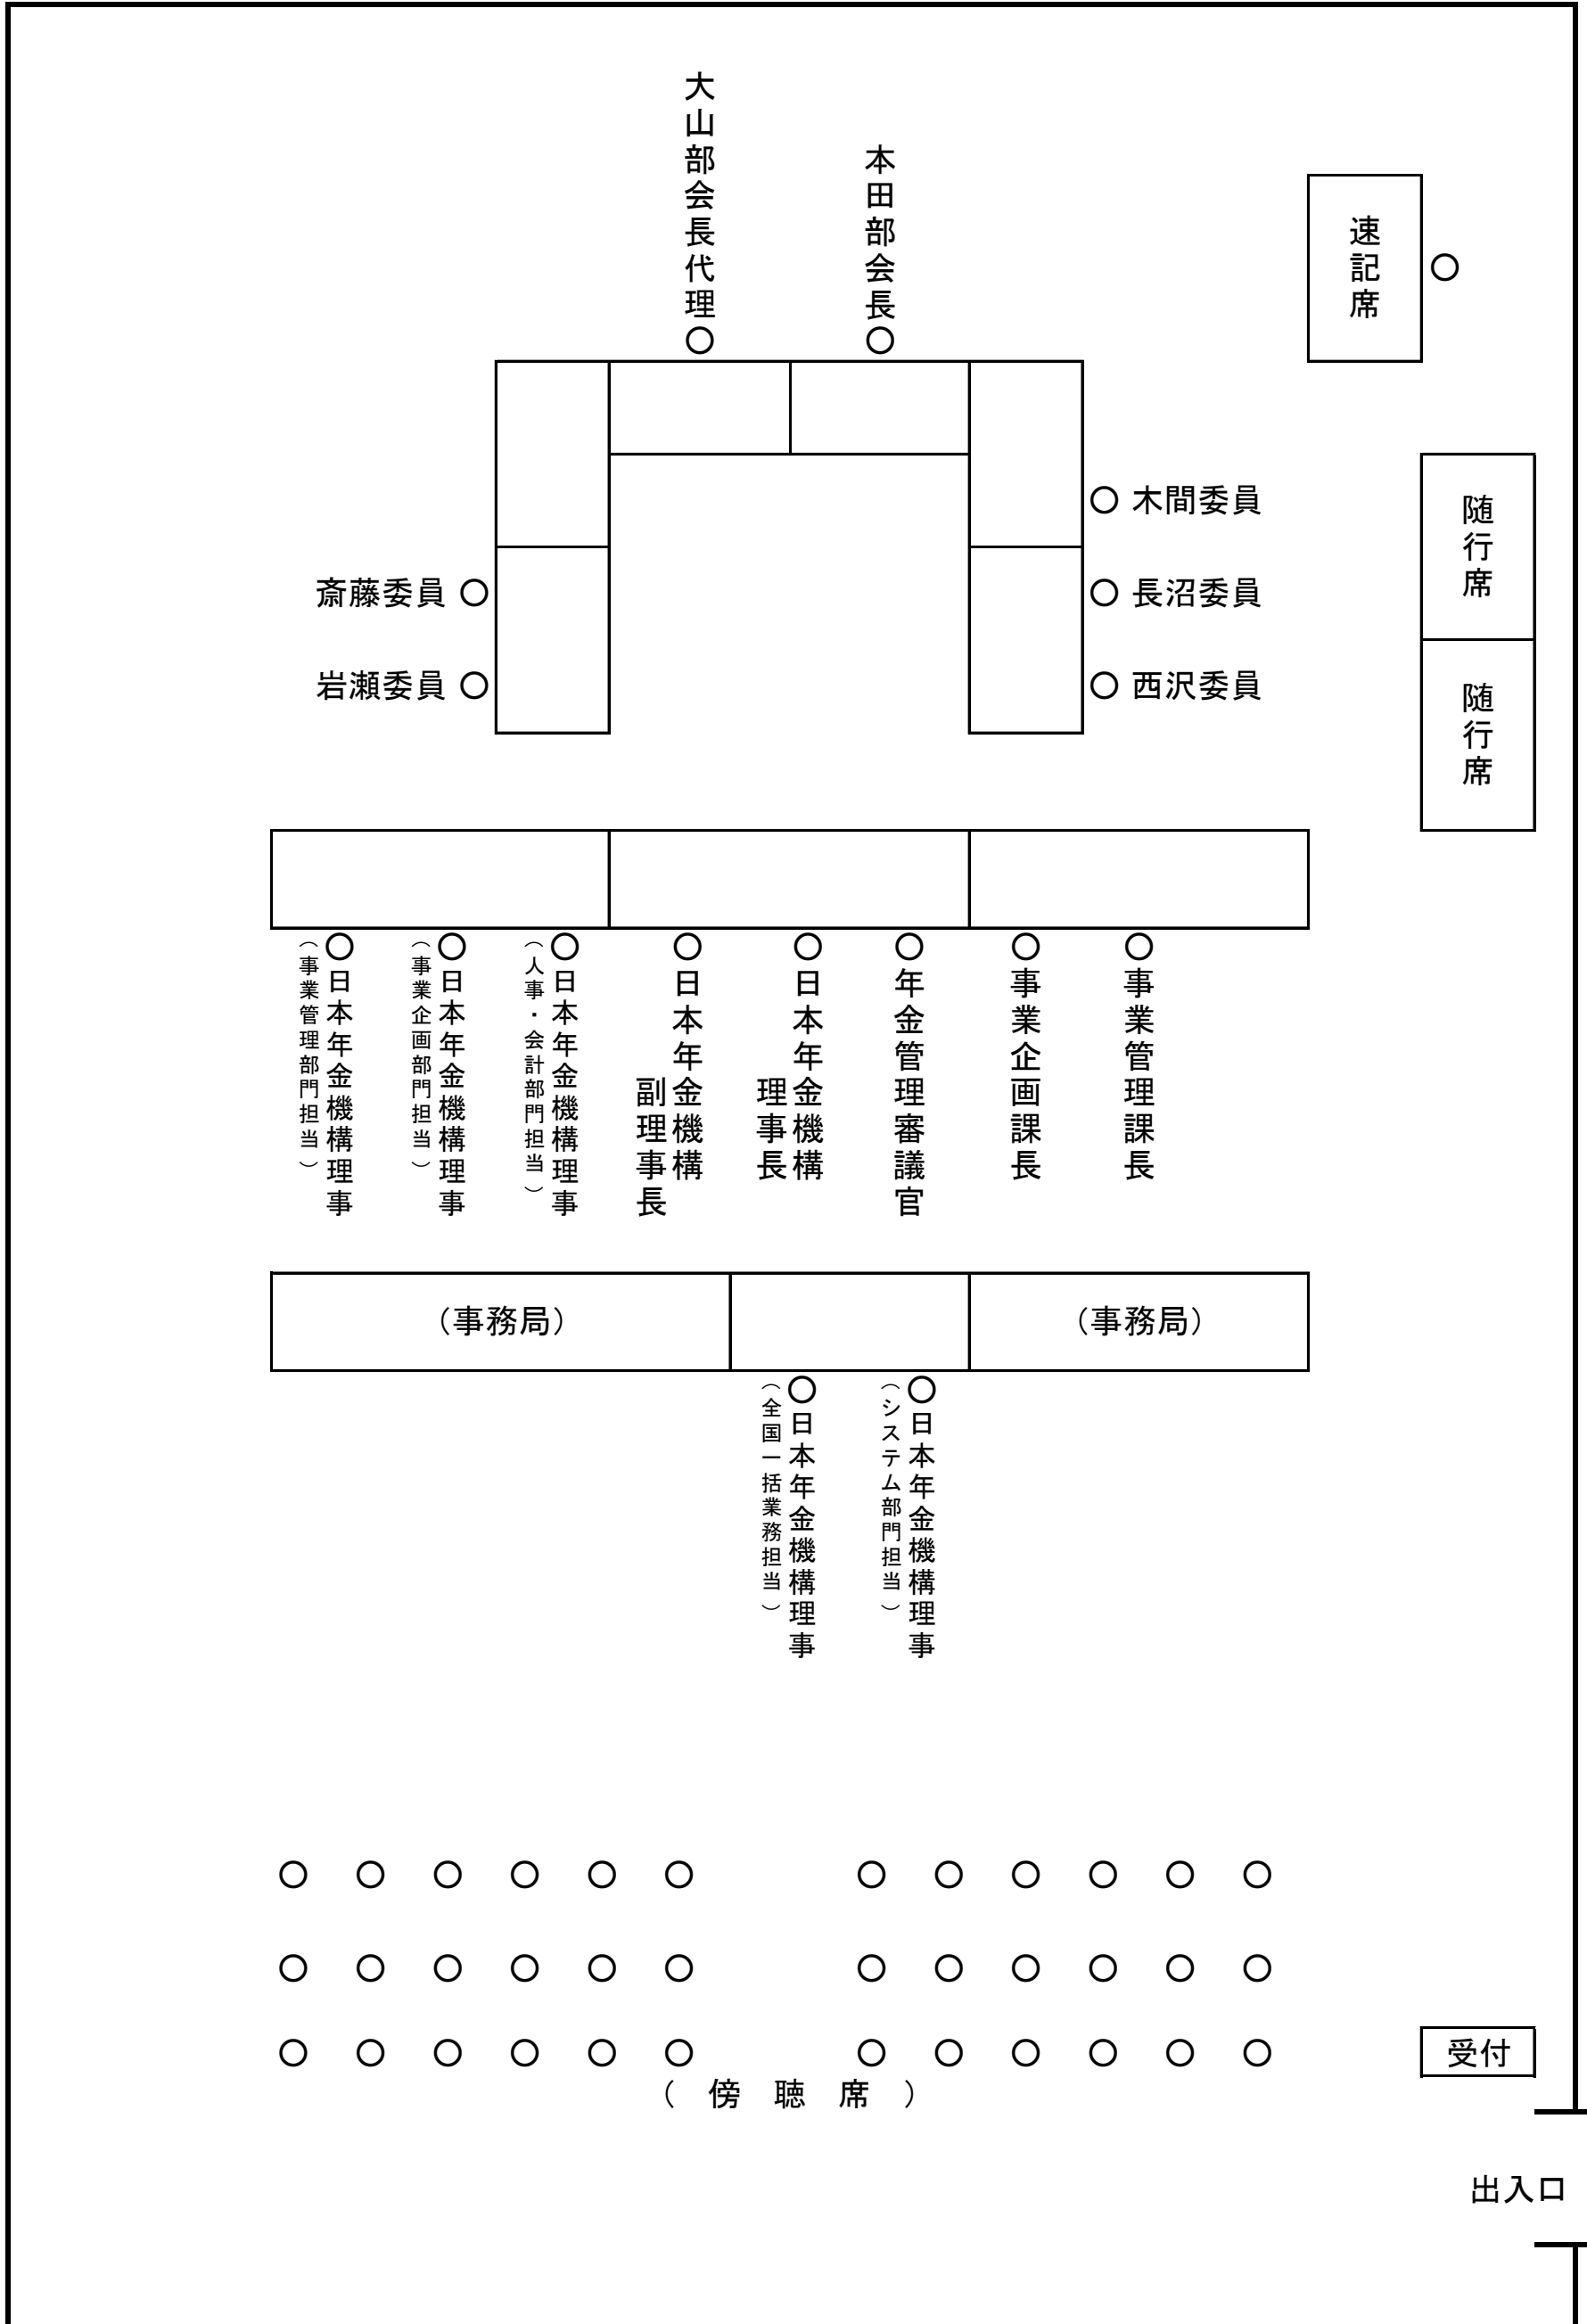 大山部会長代理○
本田部会長○
速記席
○
○ 木間委員
随行席
斎藤委員 ○
○ 長沼委員
岩瀬委員 ○
○ 西沢委員
随行席
○日本年金機構理事
（事業管理部門担当）
○日本年金機構理事
（事業企画部門担当）
○日本年金機構理事
（人事・会計部門担当）
○日本年金機構
副理事長
○日本年金機構
理事長
○年金管理審議官
○事業企画課長
○事業管理課長
（事務局）
（事務局）
○日本年金機構理事
（全国一括業務担当）
○日本年金機構理事
（システム部門担当）
○ ○ ○ ○ ○ ○ ○ ○ ○ ○ ○ ○
○ ○ ○ ○ ○ ○ ○ ○ ○ ○ ○ ○
○ ○ ○ ○ ○ ○ ○ ○ ○ ○ ○ ○
受付
（ 傍 聴 席 ）
出入口